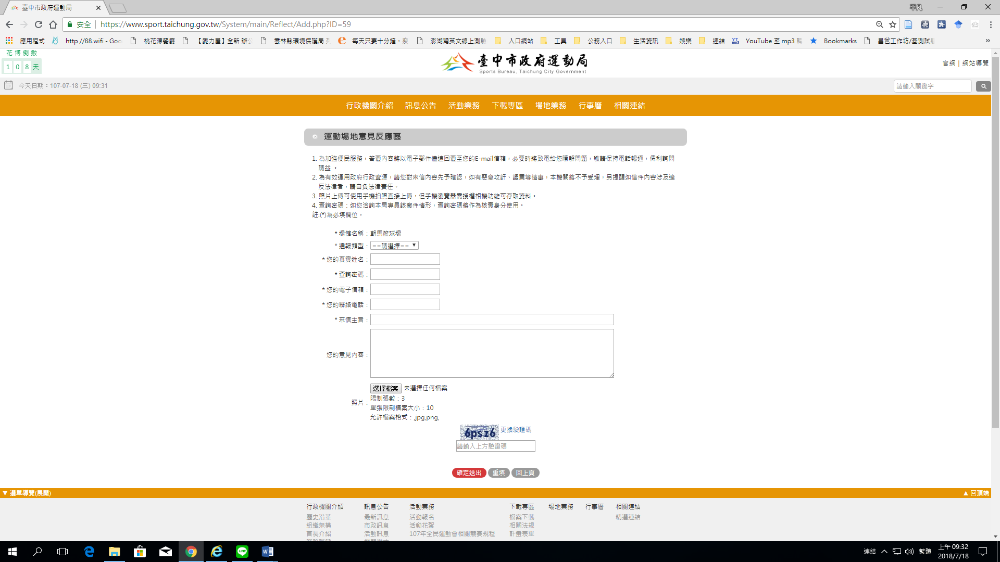 臺中市政府運動局
平凡
安全
https://www.sport.taichung.gov.tw/System/main/Reflect/Add.php?ID=59
應用程式
http://88.wifi - Goo
桃花源餐廳
【愛力屋】全新 辦公
雲林縣環境保護局
每天只要十分鐘，
澎湖灣英文線上測驗
入口網站
工具
公務入口
生活資訊
娛樂
連結
YouTube 至 mp3
Bookmarks
昌爸工作坊/基測試題
»
花博倒數
1 0 8 天
臺中市政府運動局
Sports Bureau, Taichung City Government
官網 | 網站導覽
今天日期：107-07-18 (三) 09:31
請輸入關鍵字
行政機關介紹 訊息公告 活動業務 下載專區 場地業務 行事曆 相關連結
運動場地意見反應區
1. 為加強便民服務，答覆內容將以電子郵件儘速回覆至您的E-mail信箱，必要時將致電給您瞭解問題，敬請保持電話暢通，俾利詢問
請益 。
2. 為有效運用政府行政資源，請您對來信內容先予確認，如有惡意攻訐、謾罵等情事，本機關將不予受理，另提醒如信件內容涉及違
反法律者，請自負法律責任。
3. 照片上傳可使用手機拍照直接上傳，但手機瀏覽器需授權相機功能可存取資料。
4. 查詢密碼：如您洽詢本局專員該案件情形，查詢密碼將作為核實身分使用。
註:(*)為必填欄位。
* 場館名稱：朝馬籃球場
* 通報類型：==請選擇==
* 您的真實姓名：
* 查詢密碼：
* 您的電子信箱：
* 您的聯絡電話：
* 來信主旨：
您的意見內容：
選擇檔案 未選擇任何檔案
照片：
限制張數：3
單張限制檔案大小：10
允許檔案格式：.jpg,png,
6psz6 更換驗證碼
請輸入上方驗證碼
確定送出 重填 回上頁
▼ 選單導覽(展開)
▲ 回頂端
行政機關介紹 訊息公告 活動業務 下載專區 場地業務 行事曆 相關連結
歷史沿革 最新訊息 活動報名 檔案下載 精選連結
組織架構 市政訊息 活動花絮 相關法規
首長介紹 活動訊息 107年全民運動會相關競賽規程 計畫表單
連結
繁體
上午 09:32
2018/7/18